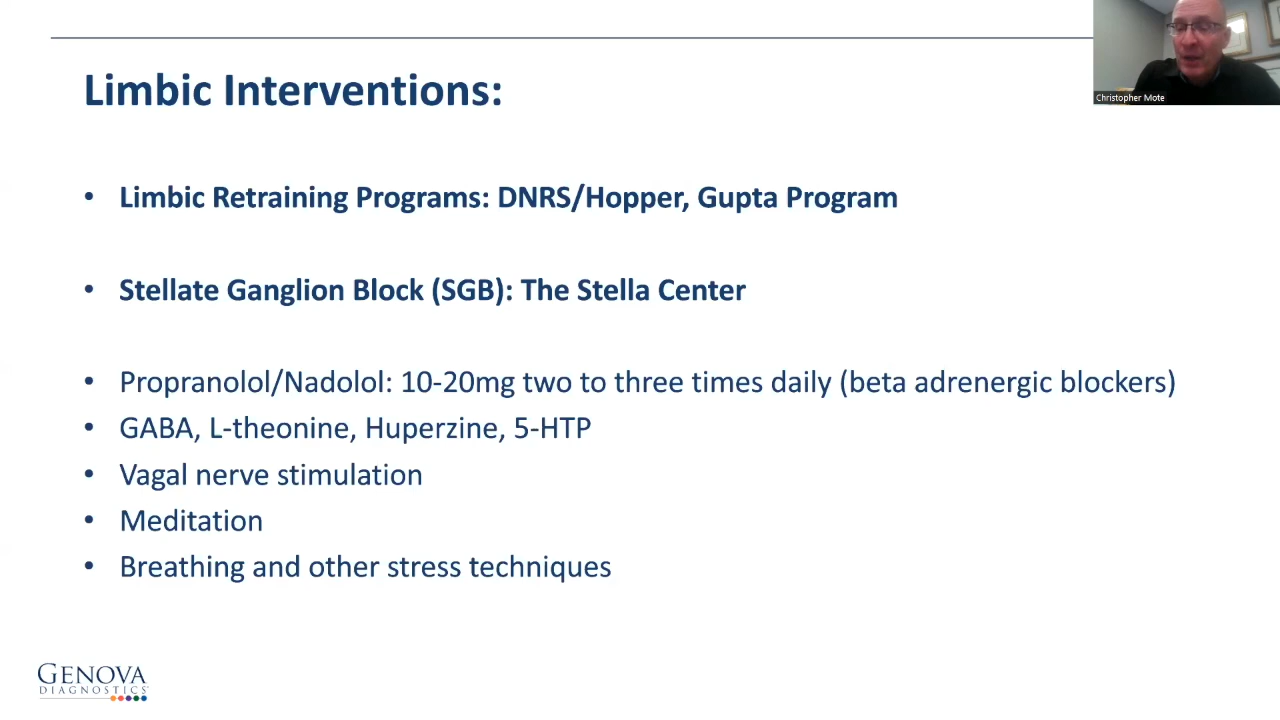 Christopher Mote
Limbic Interventions:
• Limbic Retraining Programs: DNRS/Hopper, Gupta Program
• Stellate Ganglion Block (SGB): The Stella Center
• Propranolol/Nadolol: 10-20mg two to three times daily (beta adrenergic blockers)
• GABA, L-theonine, Huperzine, 5-HTP
• Vagal nerve stimulation
• Meditation
• Breathing and other stress techniques
GENOVA
DIAGNOSTICS